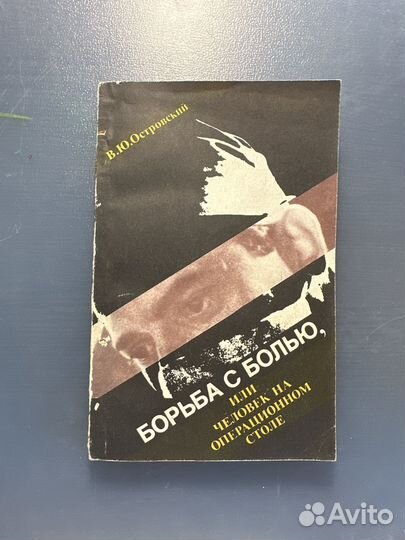 В.Ю.Островский
БОРЬБА С БОЛЬЮ,
ИЛИ
ЧЕЛОВЕК НА
ОПЕРАЦИОННОМ
СТОЛЕ
Avito